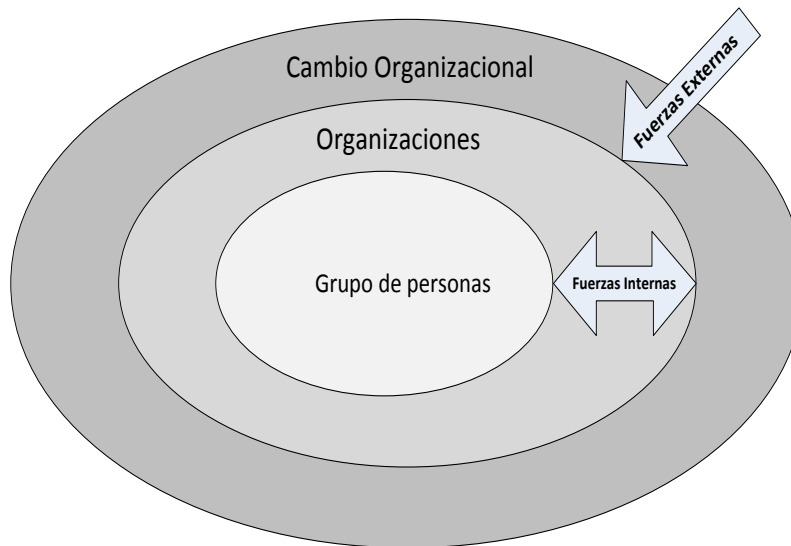 Cambio Organizacional
Fuerzas Externas
Organizaciones
Grupo de personas
Fuerzas Internas